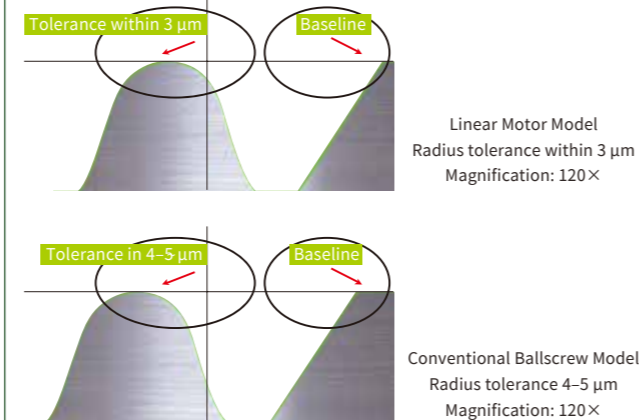 Tolerance within 3 µm
Baseline
Linear Motor Model
Radius tolerance within 3 µm
Magnification: 120×
Tolerance in 4–5 µm
Baseline
Conventional Ballscrew Model
Radius tolerance 4–5 µm
Magnification: 120×